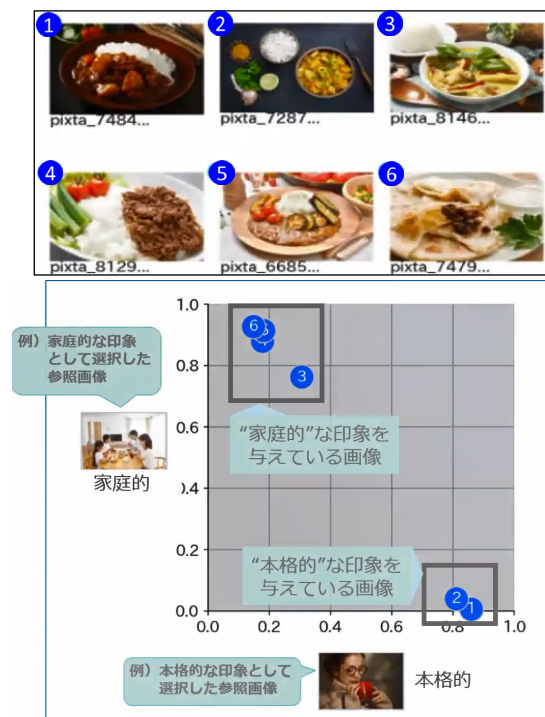 1
2
3
pixta_7484...
pixta_7287...
pixta_8146...
4
5
6
pixta_8129...
pixta_6685...
pixta_7479...
例）家庭的な印象
として選択した
参照画像
家庭的
1.0
0.8
0.6
0.4
0.2
0.0
6
5
4
3
“家庭的”な印象を
与えている画像
“本格的”な印象を
与えている画像
2
1
0.0
0.2
0.4
0.6
0.8
1.0
例）本格的な印象として
選択した参照画像
本格的